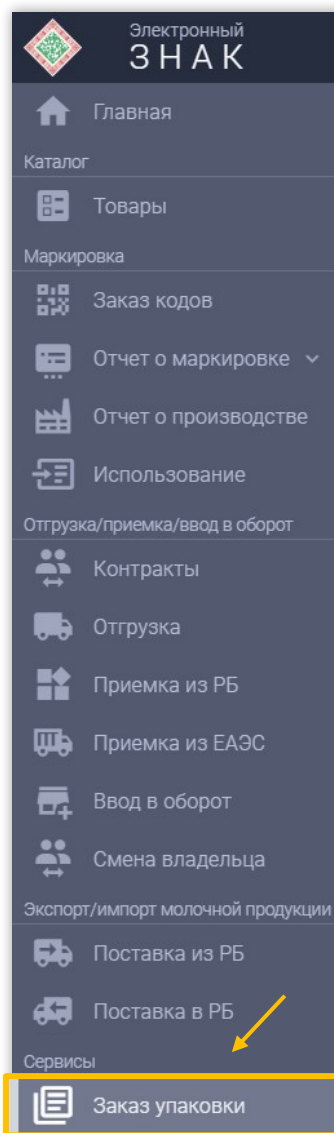 Электронный
ЗНАК
Главная
Каталог
Товары
Маркировка
Заказ кодов
Отчет о маркировке
Отчет о производстве
Использование
Отгрузка/приемка/ввод в оборот
Контракты
Отгрузка
Приемка из РБ
Приемка из ЕАЭС
Ввод в оборот
Смена владельца
Экспорт/импорт молочной продукции
Поставка из РБ
Поставка в РБ
Сервисы
Заказ упаковки